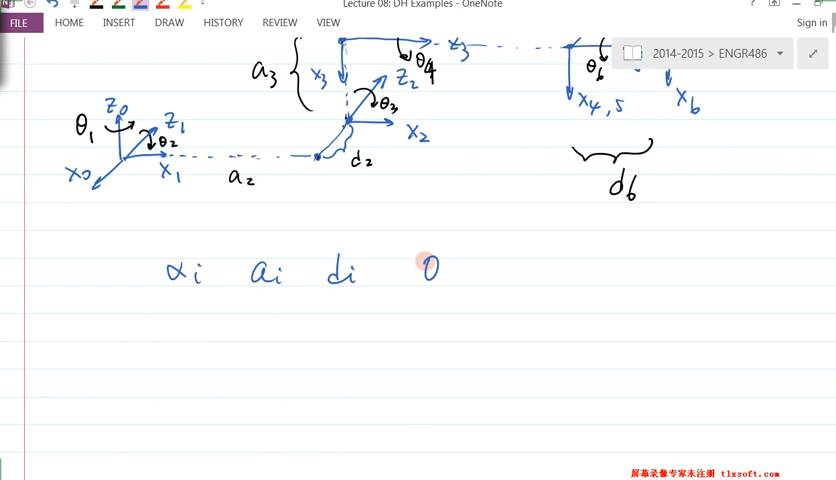 Lecture 08: DH Examples - OneNote
? 
Sign in
FILE HOME INSERT DRAW HISTORY REVIEW VIEW
2014-2015 > ENGR486
a3 x3 θ4 z3
z2 θ3 x2
θ6 x4,5 x6
θ1 z0 z1 θ2
x0 x1 a2 d2
d6
αi ai di θ
屏幕录像专家未注册 tlxsoft.com